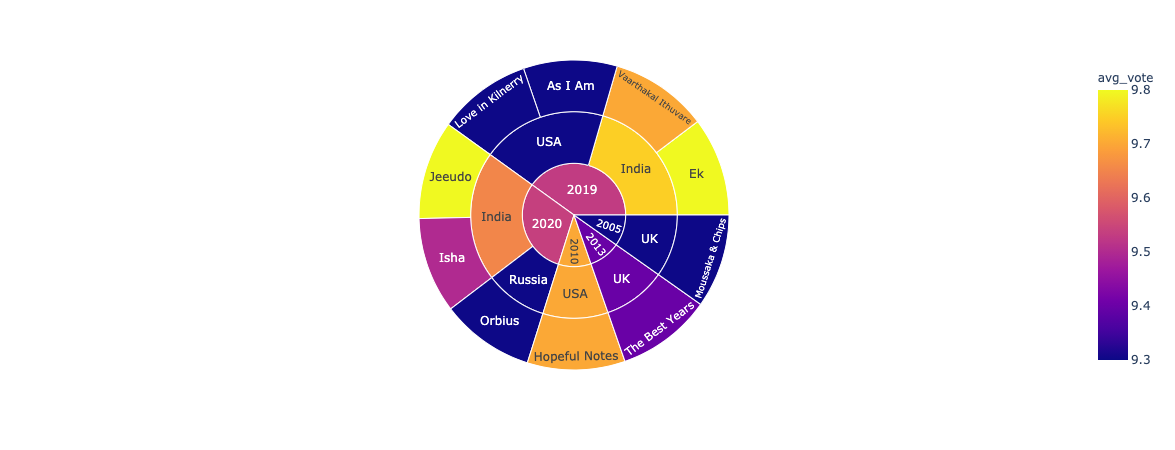 avg_vote
9.8
9.7
9.6
9.5
9.4
9.3
2019
USA
Love in Kilnerry
As I Am
India
Vaarthakal Ithuvare
Ek
2020
India
Jeeudo
Isha
Russia
Orbius
2010
USA
Hopeful Notes
2013
UK
The Best Years
2005
UK
Moussaka & Chips